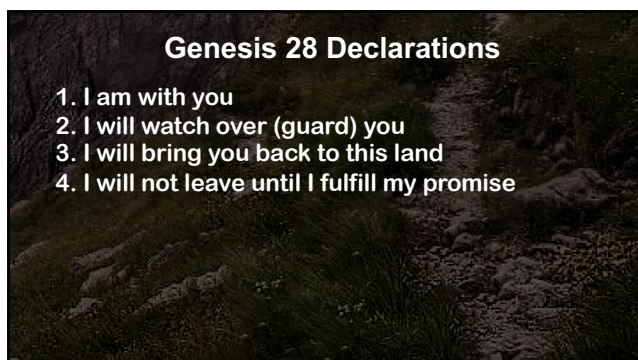 Genesis 28 Declarations
1. I am with you
2. I will watch over (guard) you
3. I will bring you back to this land
4. I will not leave until I fulfill my promise